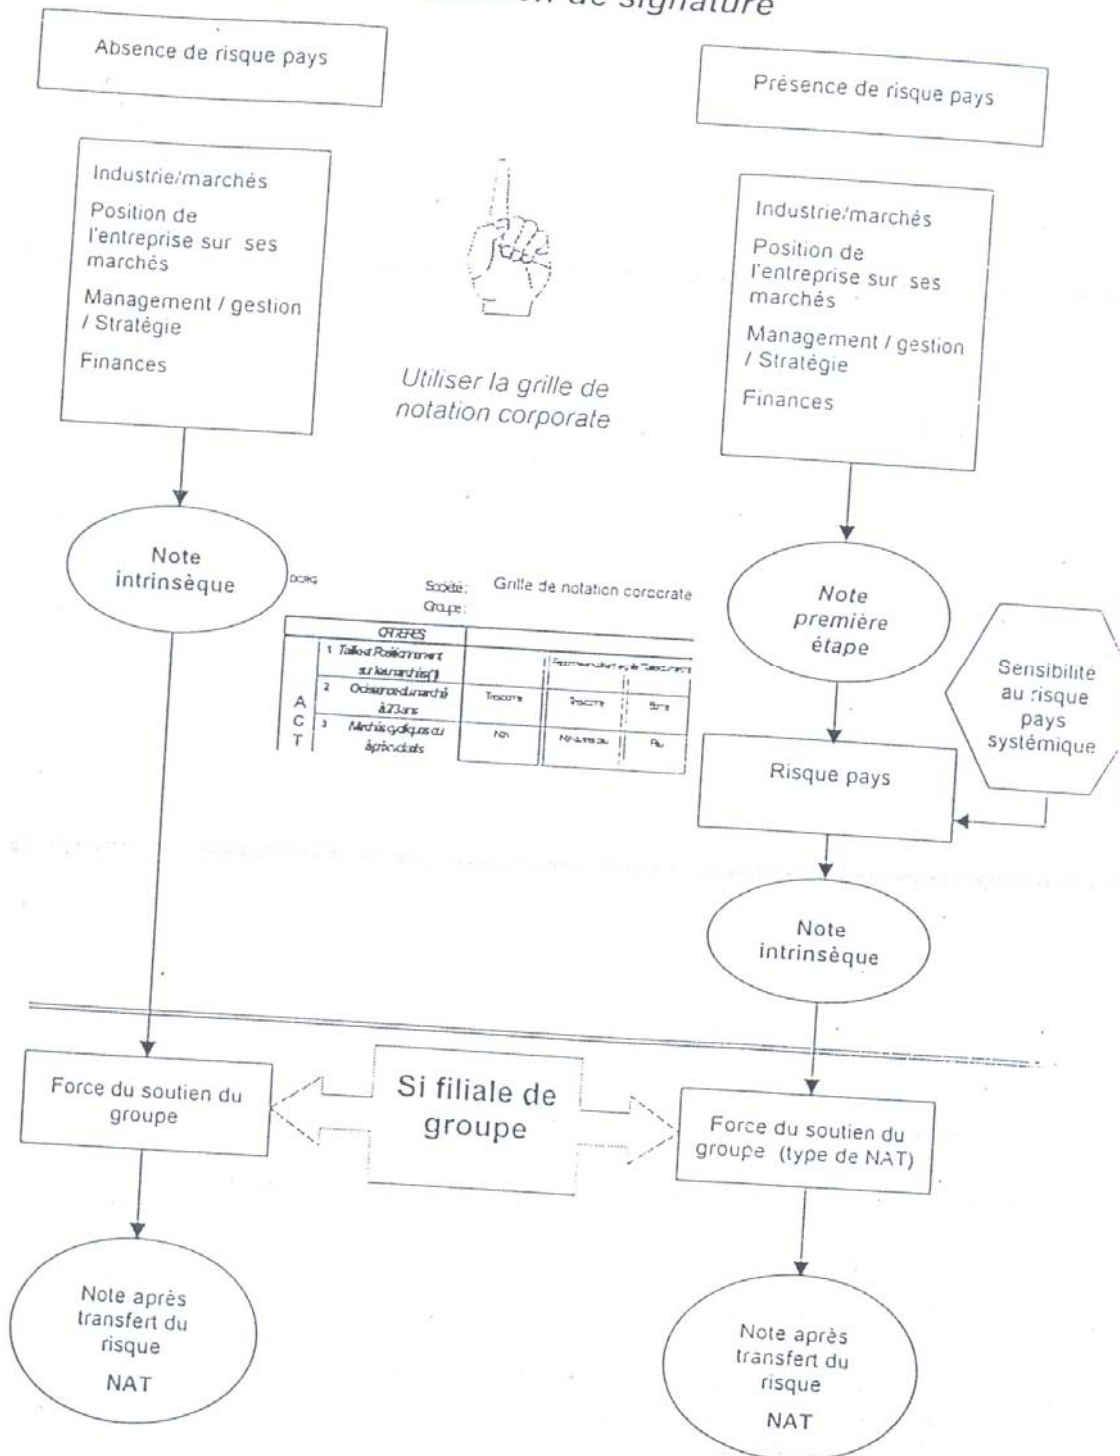 de signature
Absence de risque pays
Présence de risque pays
Industrie/marchés
Position de
l'entreprise sur ses
marchés
Management / gestion
/ Stratégie
Finances
Utiliser la grille de
notation corporate
Industrie/marchés
Position de
l'entreprise sur ses
marchés
Management / gestion
/ Stratégie
Finances
Note
intrinsèque
Note
première
étape
Sensibilité
au risque
pays
systémique
Société :
Grille de notation corporate
Groupe :
CRITERES
1
2
3
A
C
T
Risque pays
Note
intrinsèque
Force du soutien du
groupe
Si filiale de
groupe
Force du soutien du
groupe (type de NAT)
Note après
transfert du
risque
NAT
Note après
transfert du
risque
NAT